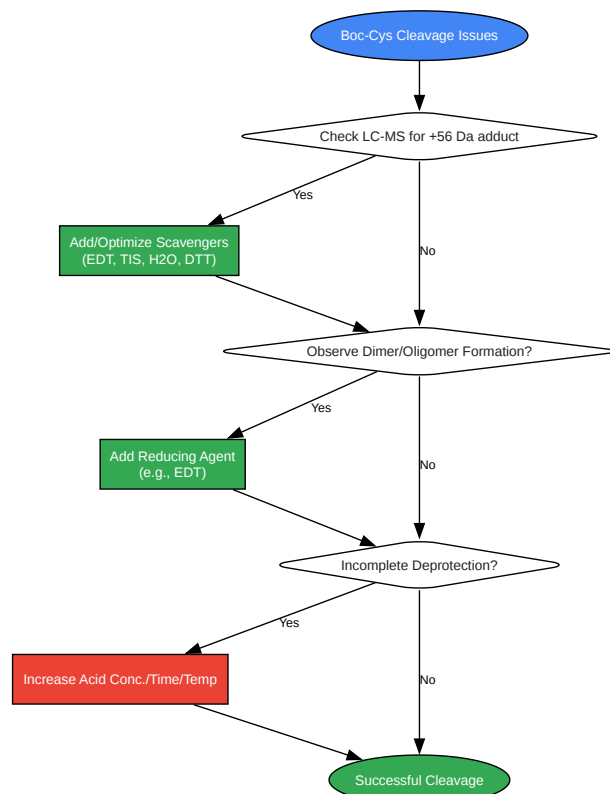 Boc-Cys Cleavage Issues
Check LC-MS for +56 Da adduct
Yes
Add/Optimize Scavengers
(EDT, TIS, H2O, DTT)
No
Observe Dimer/Oligomer Formation?
Yes
Add Reducing Agent
(e.g., EDT)
No
Incomplete Deprotection?
Yes
Increase Acid Conc./Time/Temp
No
Successful Cleavage